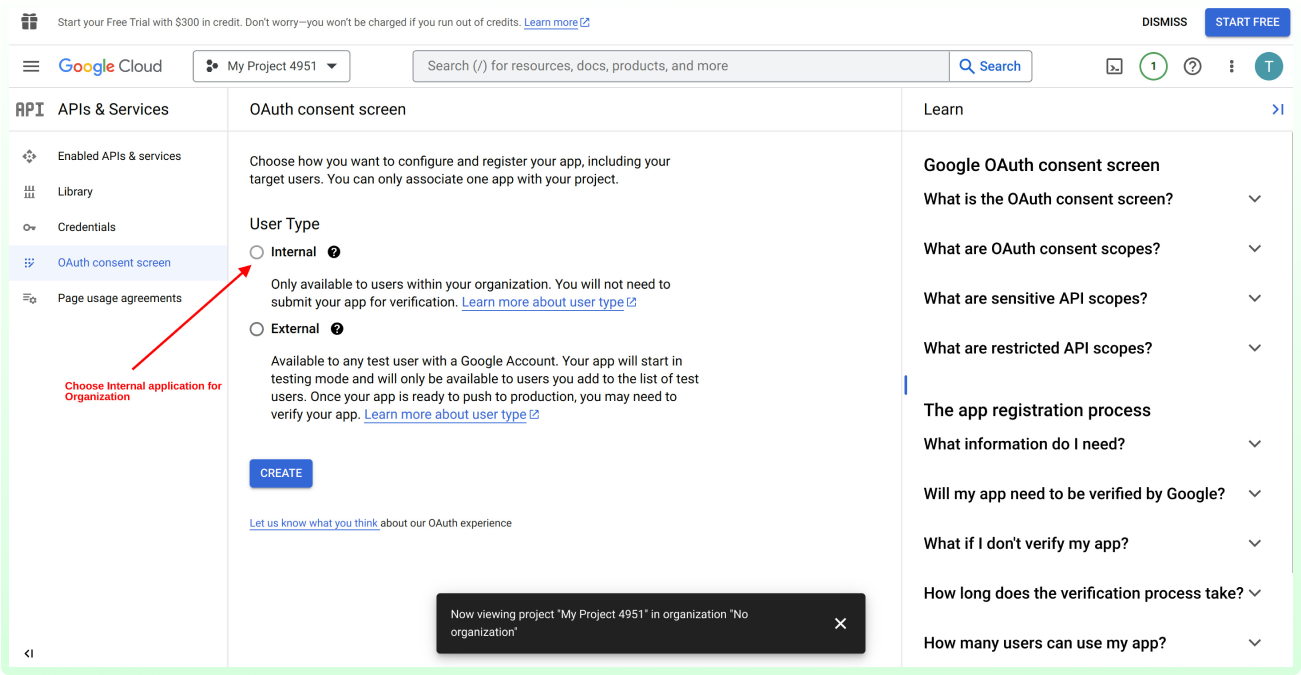 Start your Free Trial with $300 in credit. Don't worry—you won't be charged if you run out of credits. Learn more
DISMISS
START FREE
Google Cloud
My Project 4951
Search (/) for resources, docs, products, and more
Search
1
T
API APIs & Services
Enabled APIs & services
Library
Credentials
OAuth consent screen
Page usage agreements
Choose Internal application for
Organization
OAuth consent screen
Choose how you want to configure and register your app, including your
target users. You can only associate one app with your project.
User Type
Internal
Only available to users within your organization. You will not need to
submit your app for verification. Learn more about user type
External
Available to any test user with a Google Account. Your app will start in
testing mode and will only be available to users you add to the list of test
users. Once your app is ready to push to production, you may need to
verify your app. Learn more about user type
CREATE
Let us know what you think about our OAuth experience
Now viewing project "My Project 4951" in organization "No
organization"
Learn
Google OAuth consent screen
What is the OAuth consent screen?
What are OAuth consent scopes?
What are sensitive API scopes?
What are restricted API scopes?
The app registration process
What information do I need?
Will my app need to be verified by Google?
What if I don't verify my app?
How long does the verification process take?
How many users can use my app?